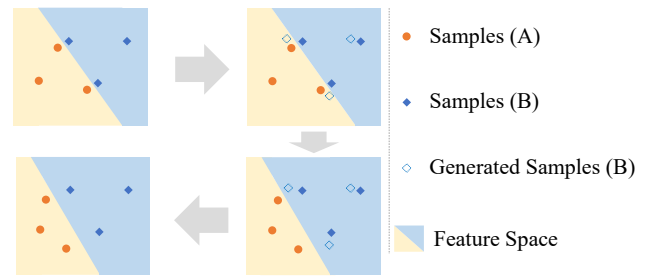 Samples (A)
Samples (B)
Generated Samples (B)
Feature Space